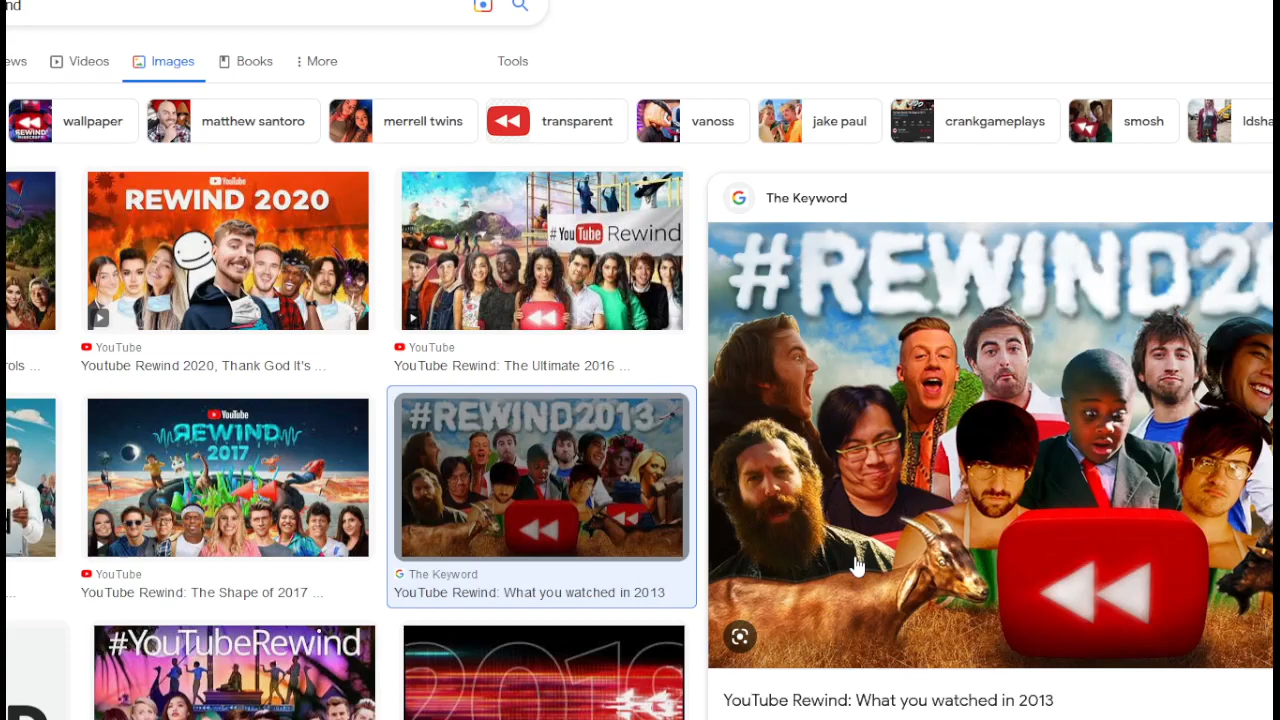 nd
ews
Videos
Images
Books
More
Tools
wallpaper
matthew santoro
merrell twins
transparent
vanoss
jake paul
crankgameplays
smosh
ldsha
YouTube
REWIND 2020
YouTube
Youtube Rewind 2020, Thank God It's ...
#YouTube Rewind
YouTube
YouTube Rewind: The Ultimate 2016 ...
The Keyword
#REWIND2
rols ...
YouTube
REWIND
2017
YouTube
YouTube Rewind: The Shape of 2017 ...
#REWIND2013
The Keyword
YouTube Rewind: What you watched in 2013
...
#YouTubeRewind
2019
YouTube Rewind: What you watched in 2013